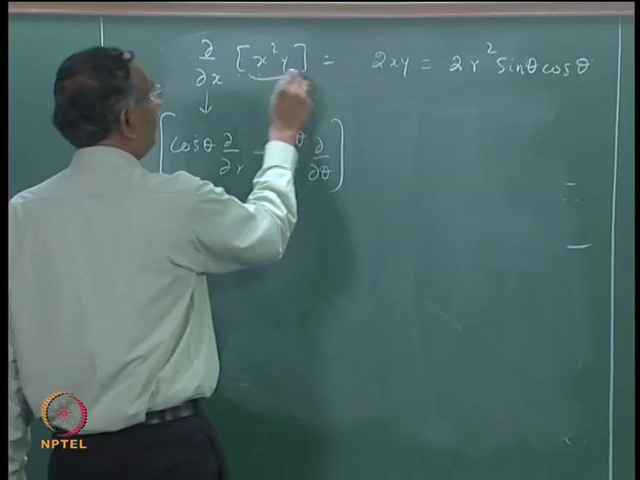 ∂/∂x [x²y] = 2xy = 2r² sinθ cosθ
↓
[cosθ ∂/∂r − θ ∂/∂θ]
NPTEL